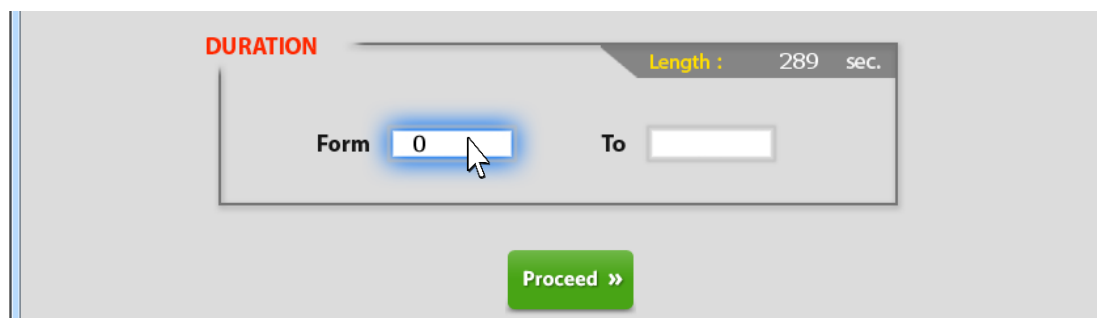 DURATION
Length : 289 sec.
Form 0 To
Proceed »